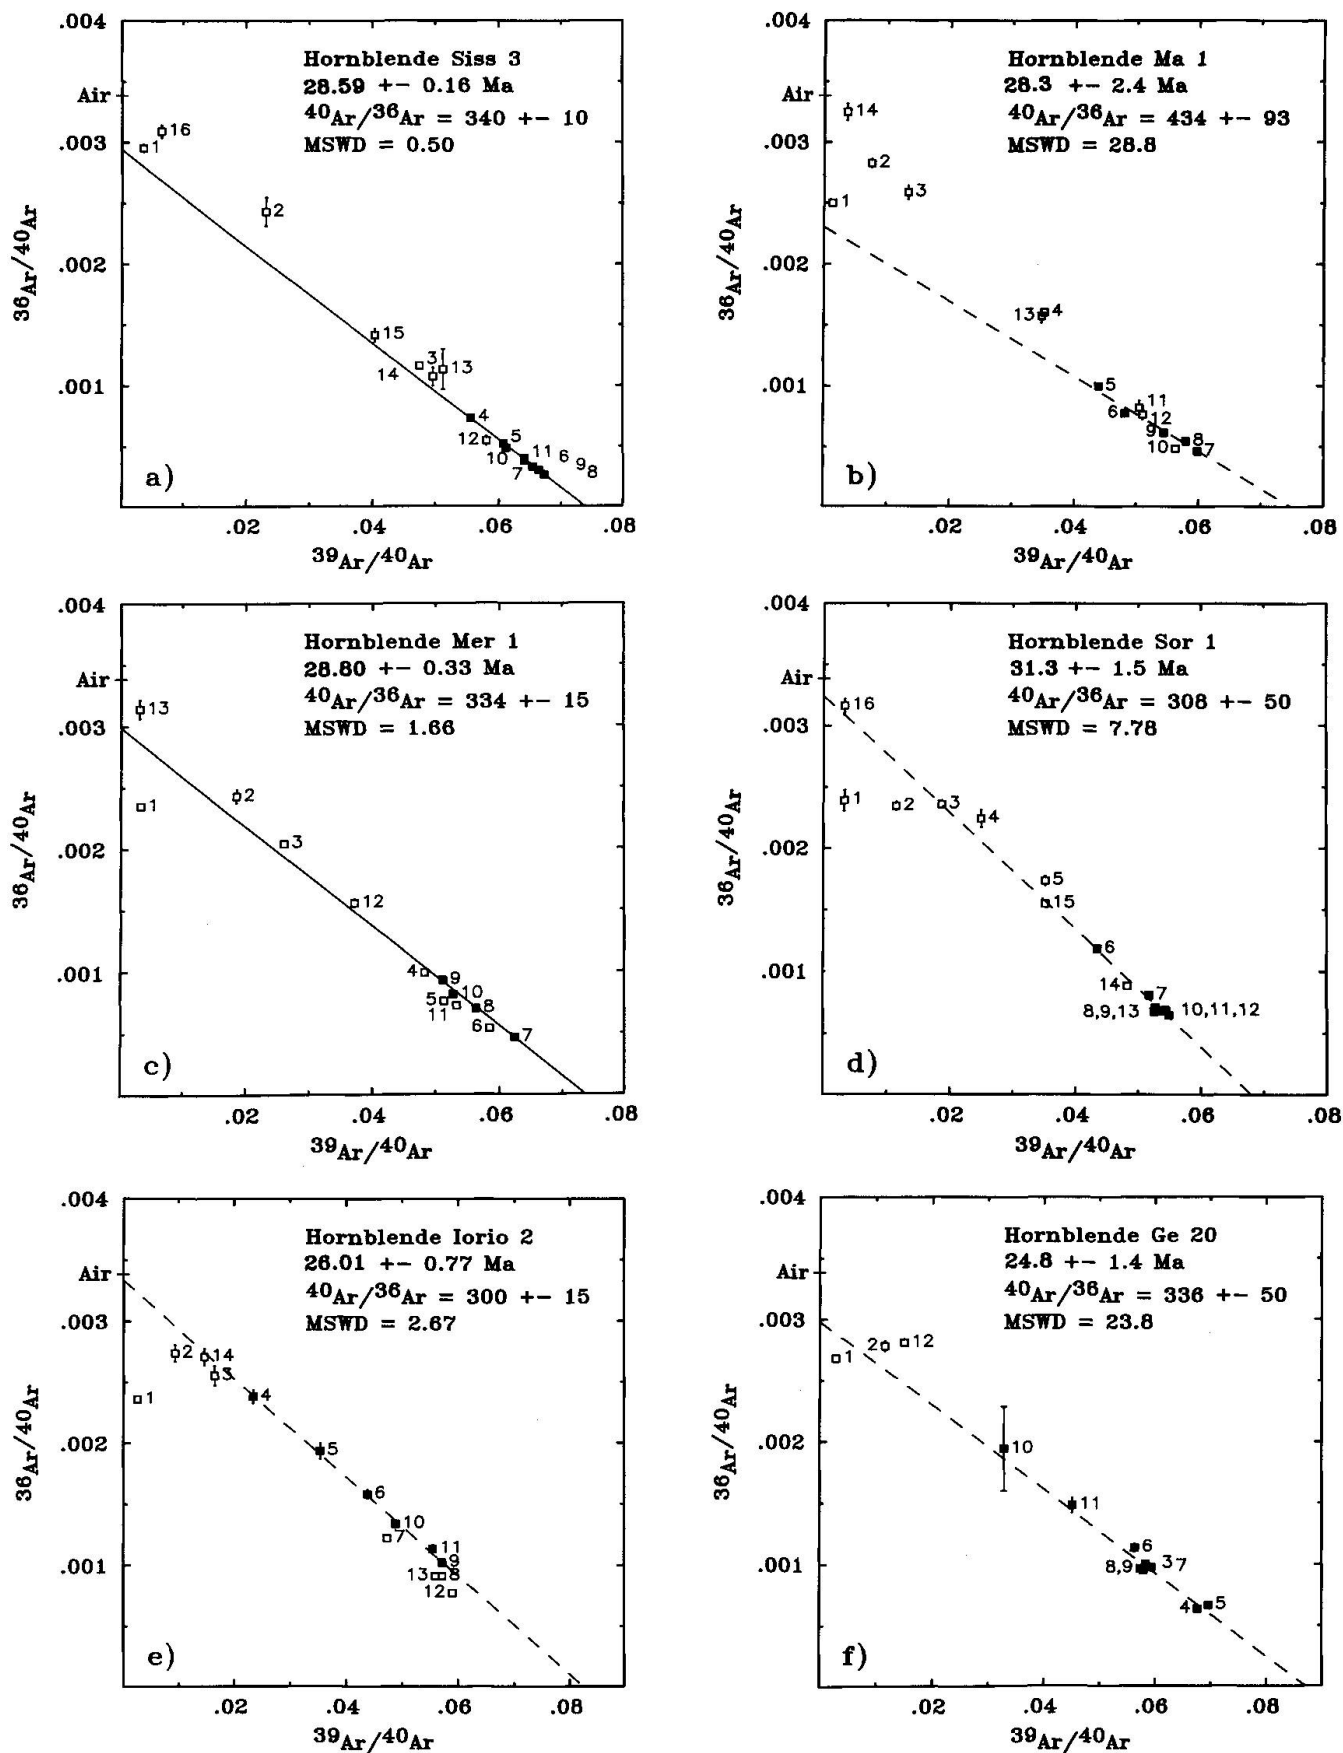 .004
Hornblende Siss 3
28.59 +− 0.16 Ma
40Ar/36Ar = 340 +− 10
MSWD = 0.50
Air
.003
.002
.001
36Ar/40Ar
1
16
2
15
3
14
13
4
12
5
10
11
7
6
9
8
a)
.02
.04
.06
.08
39Ar/40Ar
.004
Hornblende Ma 1
28.3 +− 2.4 Ma
40Ar/36Ar = 434 +− 93
MSWD = 28.8
Air
.003
.002
.001
36Ar/40Ar
14
2
1
3
13
4
5
6
11
12
9
10
8
7
b)
.02
.04
.06
.08
39Ar/40Ar
.004
Hornblende Mer 1
28.80 +− 0.33 Ma
40Ar/36Ar = 334 +− 15
MSWD = 1.66
Air
.003
.002
.001
36Ar/40Ar
13
1
2
3
12
4
9
5
10
11
8
6
7
c)
.02
.04
.06
.08
39Ar/40Ar
.004
Hornblende Sor 1
31.3 +− 1.5 Ma
40Ar/36Ar = 308 +− 50
MSWD = 7.78
Air
.003
.002
.001
36Ar/40Ar
16
1
2
3
4
5
15
6
14
7
8,9,13
10,11,12
d)
.02
.04
.06
.08
39Ar/40Ar
.004
Hornblende Iorio 2
26.01 +− 0.77 Ma
40Ar/36Ar = 300 +− 15
MSWD = 2.67
Air
.003
.002
.001
36Ar/40Ar
2
14
3
1
4
5
6
10
7
11
9
13
8
12
e)
.02
.04
.06
.08
39Ar/40Ar
.004
Hornblende Ge 20
24.8 +− 1.4 Ma
40Ar/36Ar = 336 +− 50
MSWD = 23.8
Air
.003
.002
.001
36Ar/40Ar
1
2
12
10
11
6
8,9
3
7
4
5
f)
.02
.04
.06
.08
39Ar/40Ar